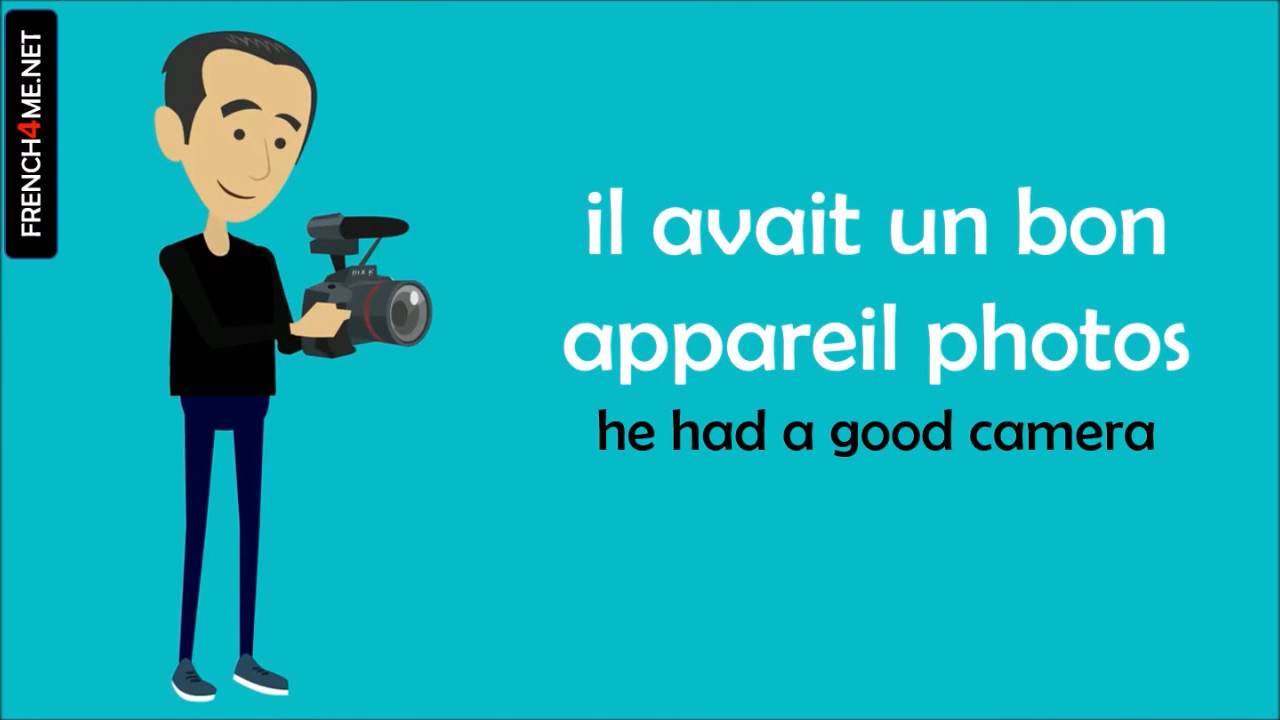 FRENCH4ME.NET
il avait un bon
appareil photos
he had a good camera